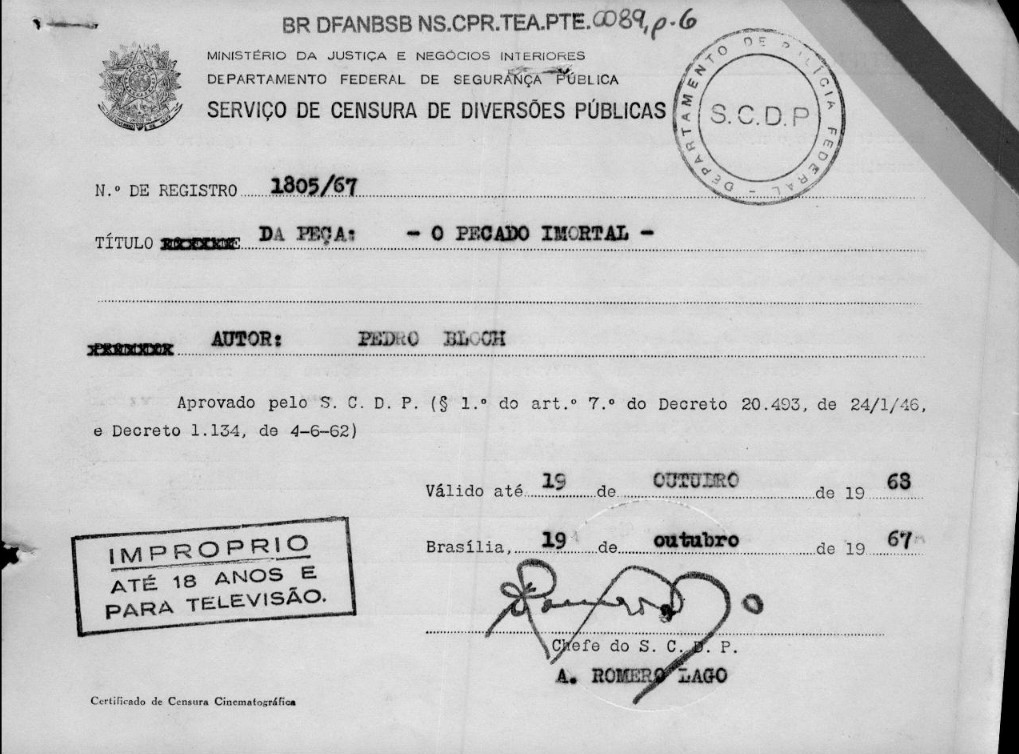 BR DFANBSB NS.CPR.TEA.PTE.0089, p.6
MINISTÉRIO DA JUSTIÇA E NEGÓCIOS INTERIORES
DEPARTAMENTO FEDERAL DE SEGURANÇA PÚBLICA
SERVIÇO DE CENSURA DE DIVERSÕES PÚBLICAS
DEPARTAMENTO DE POLÍCIA FEDERAL -
S.C.D.P
N.º DE REGISTRO 1805/67
TÍTULO DA PEÇA: - O PECADO IMORTAL -
AUTOR: PEDRO BLOCH
Aprovado pelo S. C. D. P. (§ 1.º do art.º 7.º do Decreto 20.493, de 24/1/46,
e Decreto 1.134, de 4-6-62)
Válido até 19 de OUTUBRO de 19 68
Brasília, 19 de outubro de 19 67
IMPROPRIO
ATÉ 18 ANOS E
PARA TELEVISÃO.
Chefe do S. C. D. P.
A. ROMERO LAGO
Certificado de Censura Cinematográfica